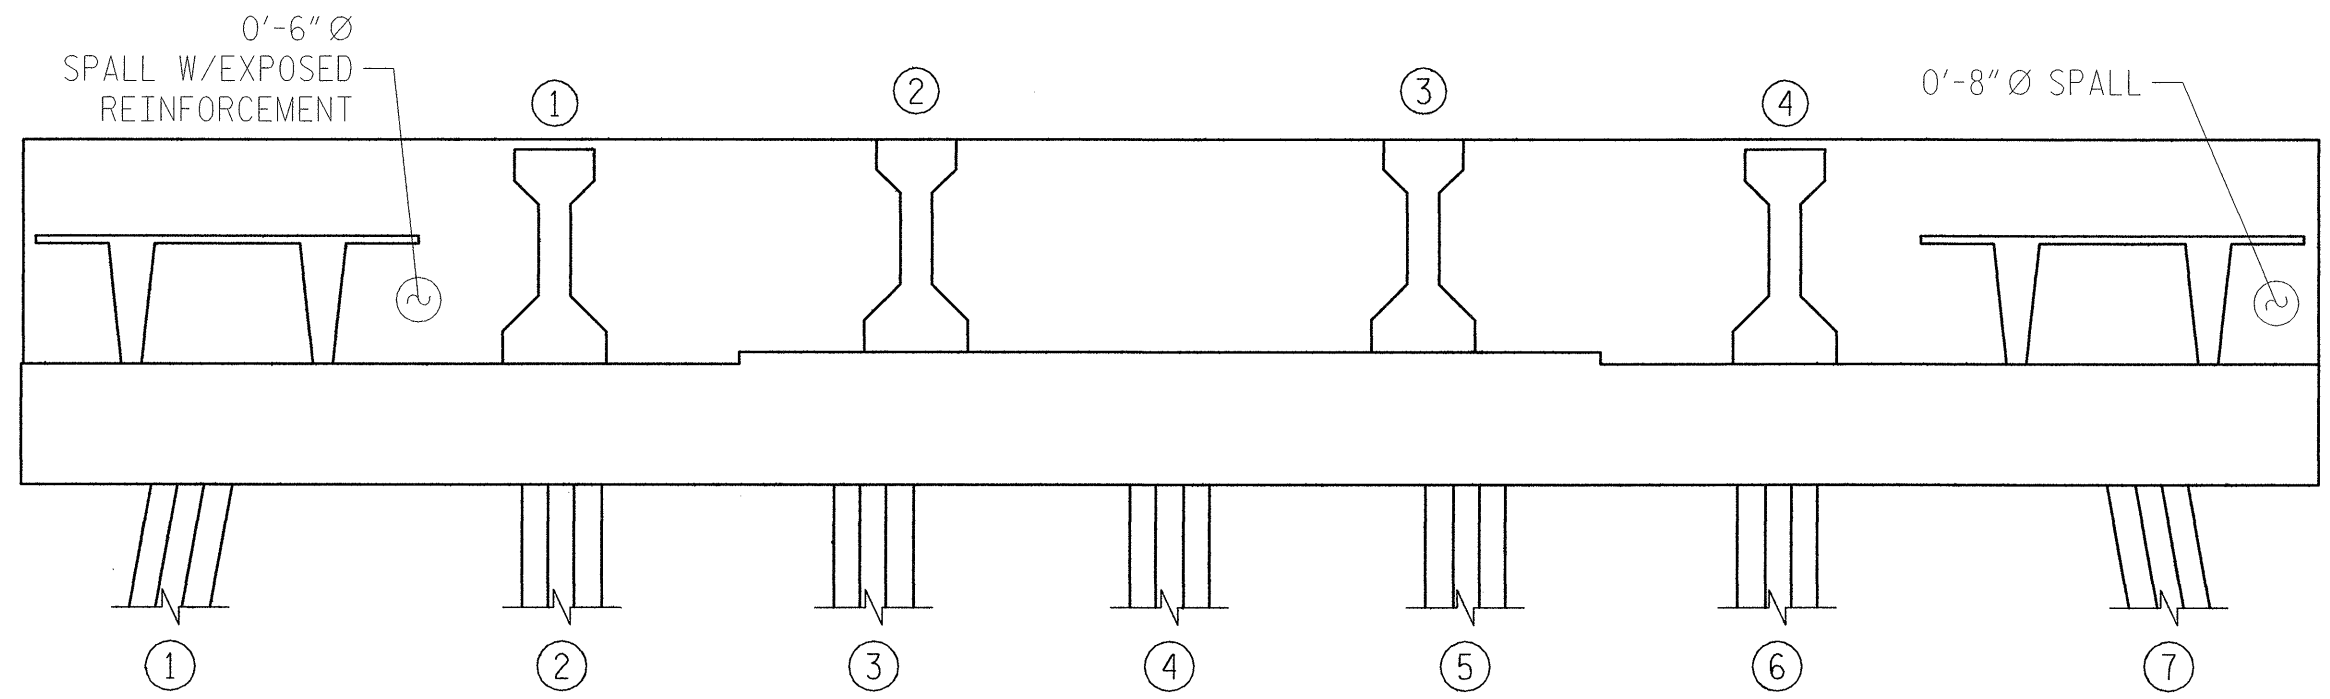 0'-6" Ø
SPALL W/EXPOSED
REINFORCEMENT
1
2
3
4
0'-8" Ø SPALL
1
2
3
4
5
6
7